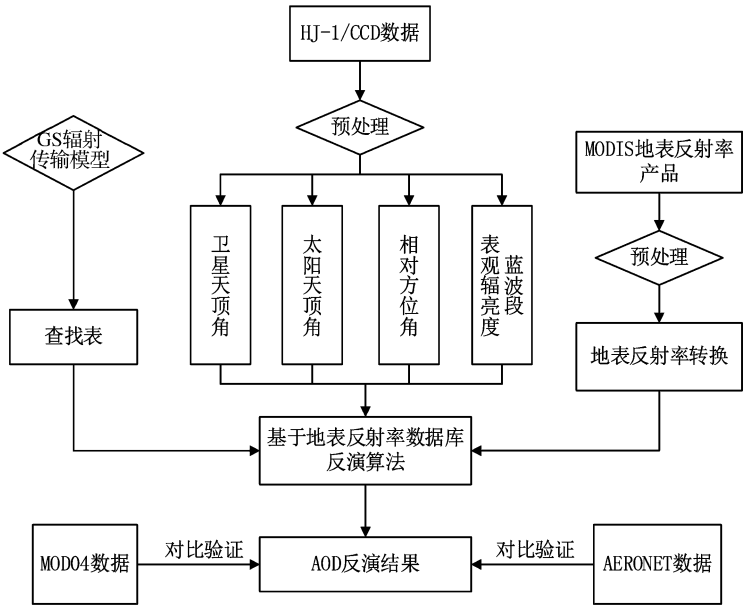 HJ-1/CCD数据
预处理
GS辐射
传输模型
MODIS地表反射率
产品
卫星天顶角
太阳天顶角
相对方位角
蓝波段
表观辐亮度
预处理
查找表
地表反射率转换
基于地表反射率数据库
反演算法
MOD04数据
对比验证
AOD反演结果
对比验证
AERONET数据